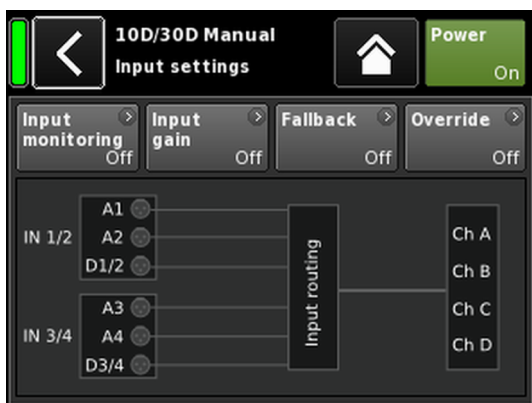 10D/30D Manual
Input settings
Power
On
Input monitoring
Off
Input gain
Off
Fallback
Off
Override
Off
IN 1/2
A1
A2
D1/2
IN 3/4
A3
A4
D3/4
Input routing
Ch A
Ch B
Ch C
Ch D